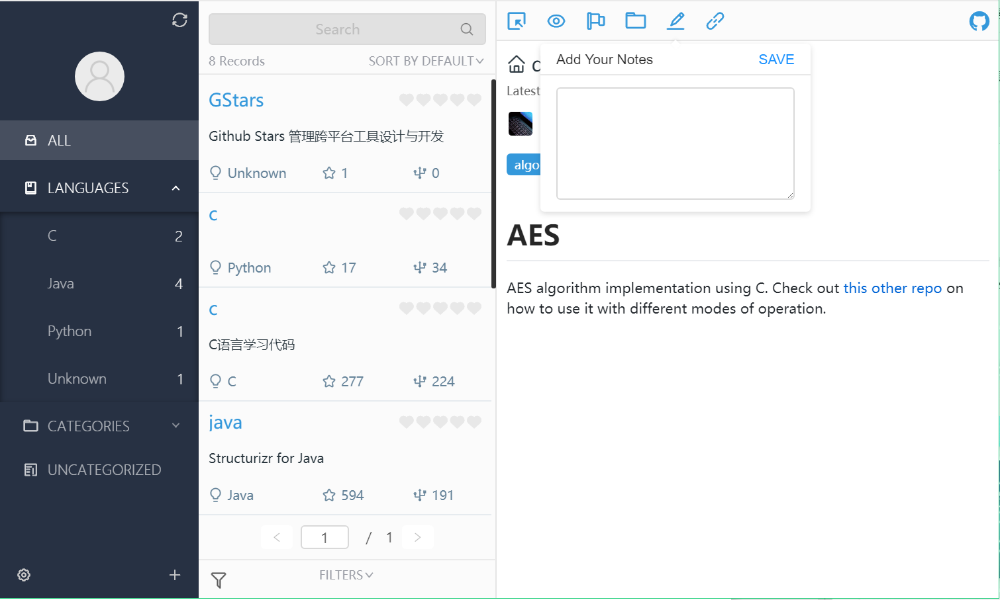 ALL
LANGUAGES
C 2
Java 4
Python 1
Unknown 1
CATEGORIES
UNCATEGORIZED
Search
8 Records SORT BY DEFAULT
GStars
Github Stars 管理跨平台工具设计与开发
Unknown 1 0
C
Python 17 34
C
C语言学习代码
C 277 224
java
Structurizr for Java
Java 594 191
1 / 1
FILTERS
Add Your Notes SAVE
Latest
algo
AES
AES algorithm implementation using C. Check out this other repo on
how to use it with different modes of operation.